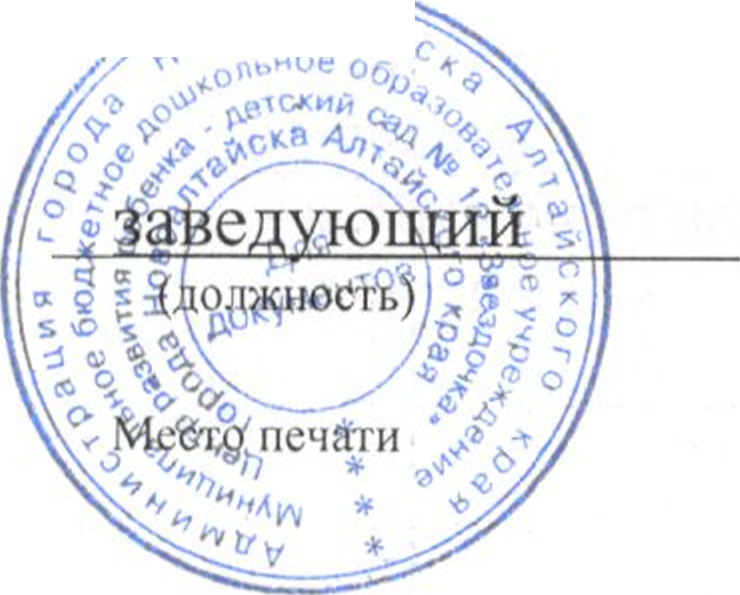 заведующий
(должность)
Место печати
Администрация города Н ска Алтайского края
Муниципальное бюджетное дошкольное образовательное учреждение
Центр развития ребенка - детский сад № "Звездочка"
города Новоалтайска Алтайского края
Для
документов